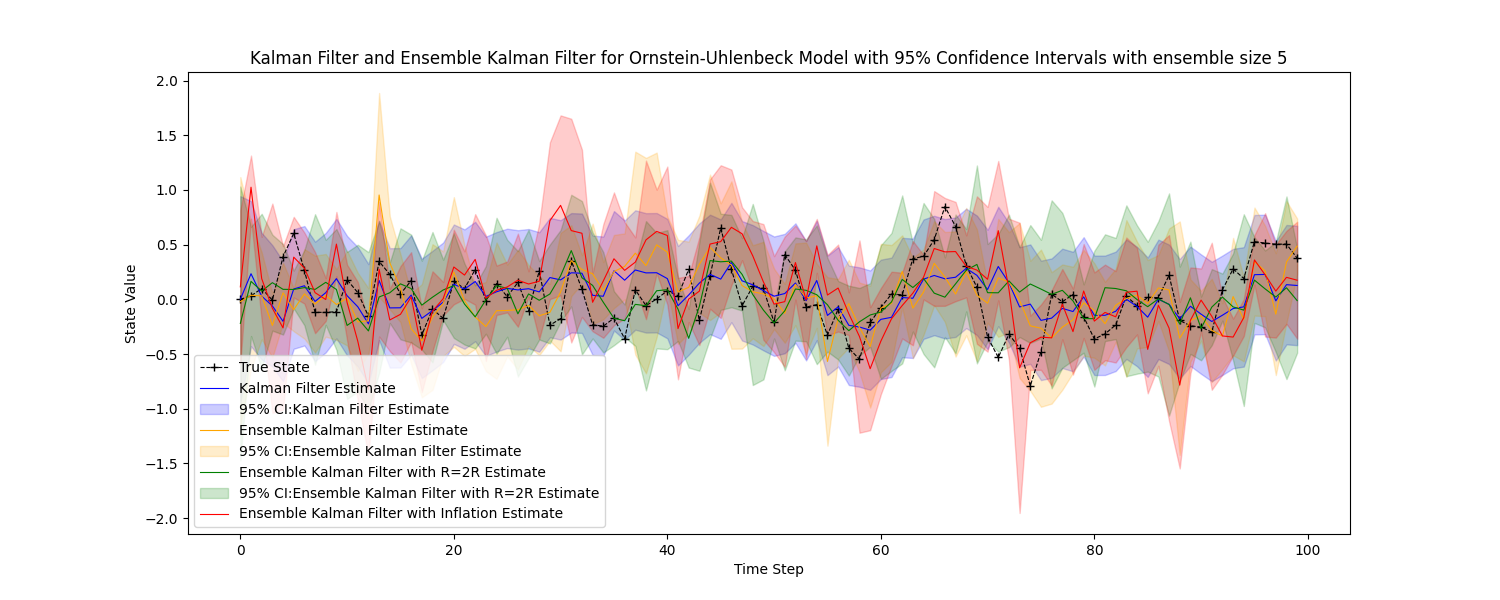 Kalman Filter and Ensemble Kalman Filter for Ornstein-Uhlenbeck Model with 95% Confidence Intervals with ensemble size 5
2.0
1.5
1.0
0.5
0.0
−0.5
−1.0
−1.5
−2.0
State Value
True State
Kalman Filter Estimate
95% CI:Kalman Filter Estimate
Ensemble Kalman Filter Estimate
95% CI:Ensemble Kalman Filter Estimate
Ensemble Kalman Filter with R=2R Estimate
95% CI:Ensemble Kalman Filter with R=2R Estimate
Ensemble Kalman Filter with Inflation Estimate
0 20 40 60 80 100
Time Step